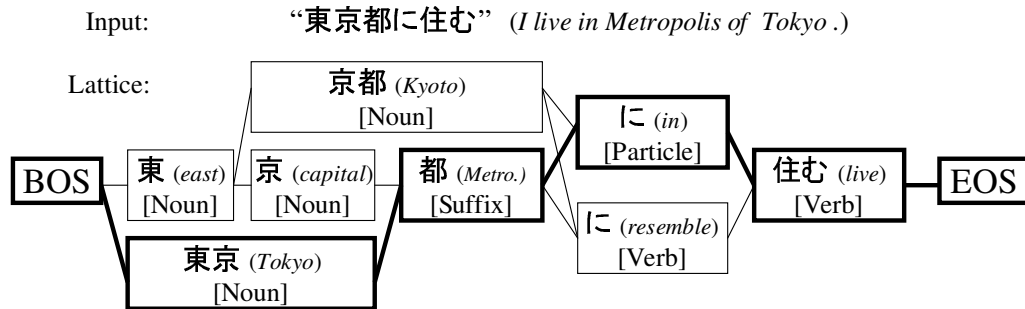 Input: “東京都に住む” (I live in Metropolis of Tokyo .)
Lattice:
京都 (Kyoto)
[Noun]
に (in)
[Particle]
BOS
東 (east)
[Noun]
京 (capital)
[Noun]
都 (Metro.)
[Suffix]
住む (live)
[Verb]
EOS
に (resemble)
[Verb]
東京 (Tokyo)
[Noun]